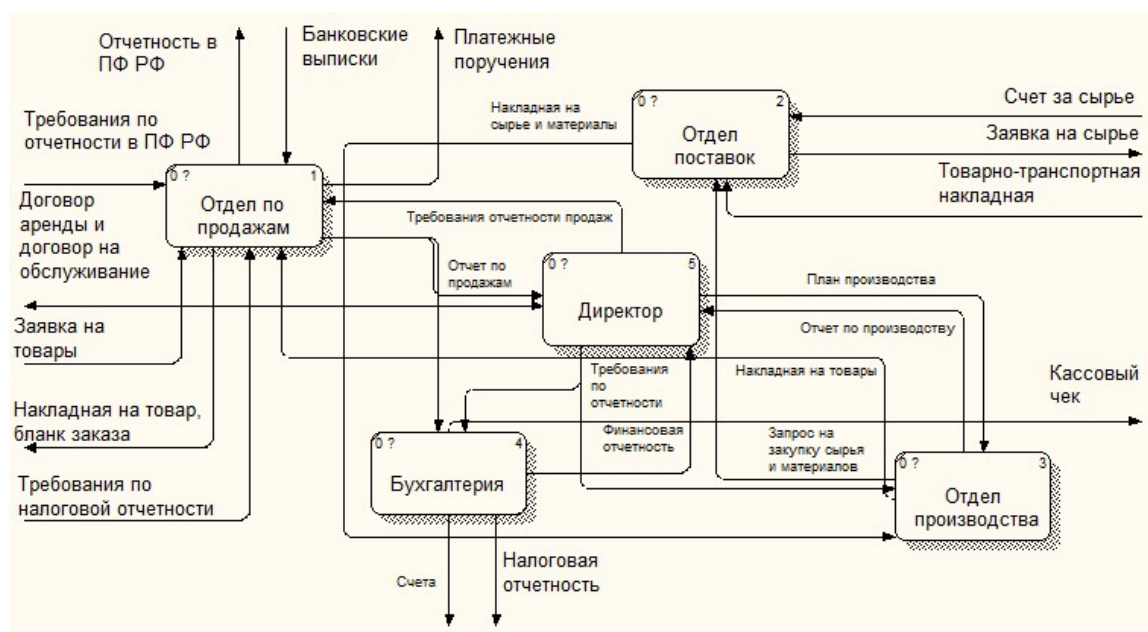 Отчетность в
ПФ РФ
Банковские
выписки
Платежные
поручения
Накладная на
сырье и материалы
0 ?
2
Отдел
поставок
Счет за сырье
Заявка на сырье
Товарно-транспортная
накладная
Требования по
отчетности в ПФ РФ
0 ?
1
Отдел по
продажам
Договор
аренды и
договор на
обслуживание
Требования отчетности продаж
Отчет по
продажам
0 ?
5
Директор
План производства
Отчет по производству
Заявка на
товары
Требования
по
отчетности
Накладная на товары
Кассовый
чек
Накладная на товар,
бланк заказа
0 ?
4
Бухгалтерия
Финансовая
отчетность
Запрос на
закупку сырья
и материалов
0 ?
3
Отдел
производства
Требования по
налоговой отчетности
Счета
Налоговая
отчетность